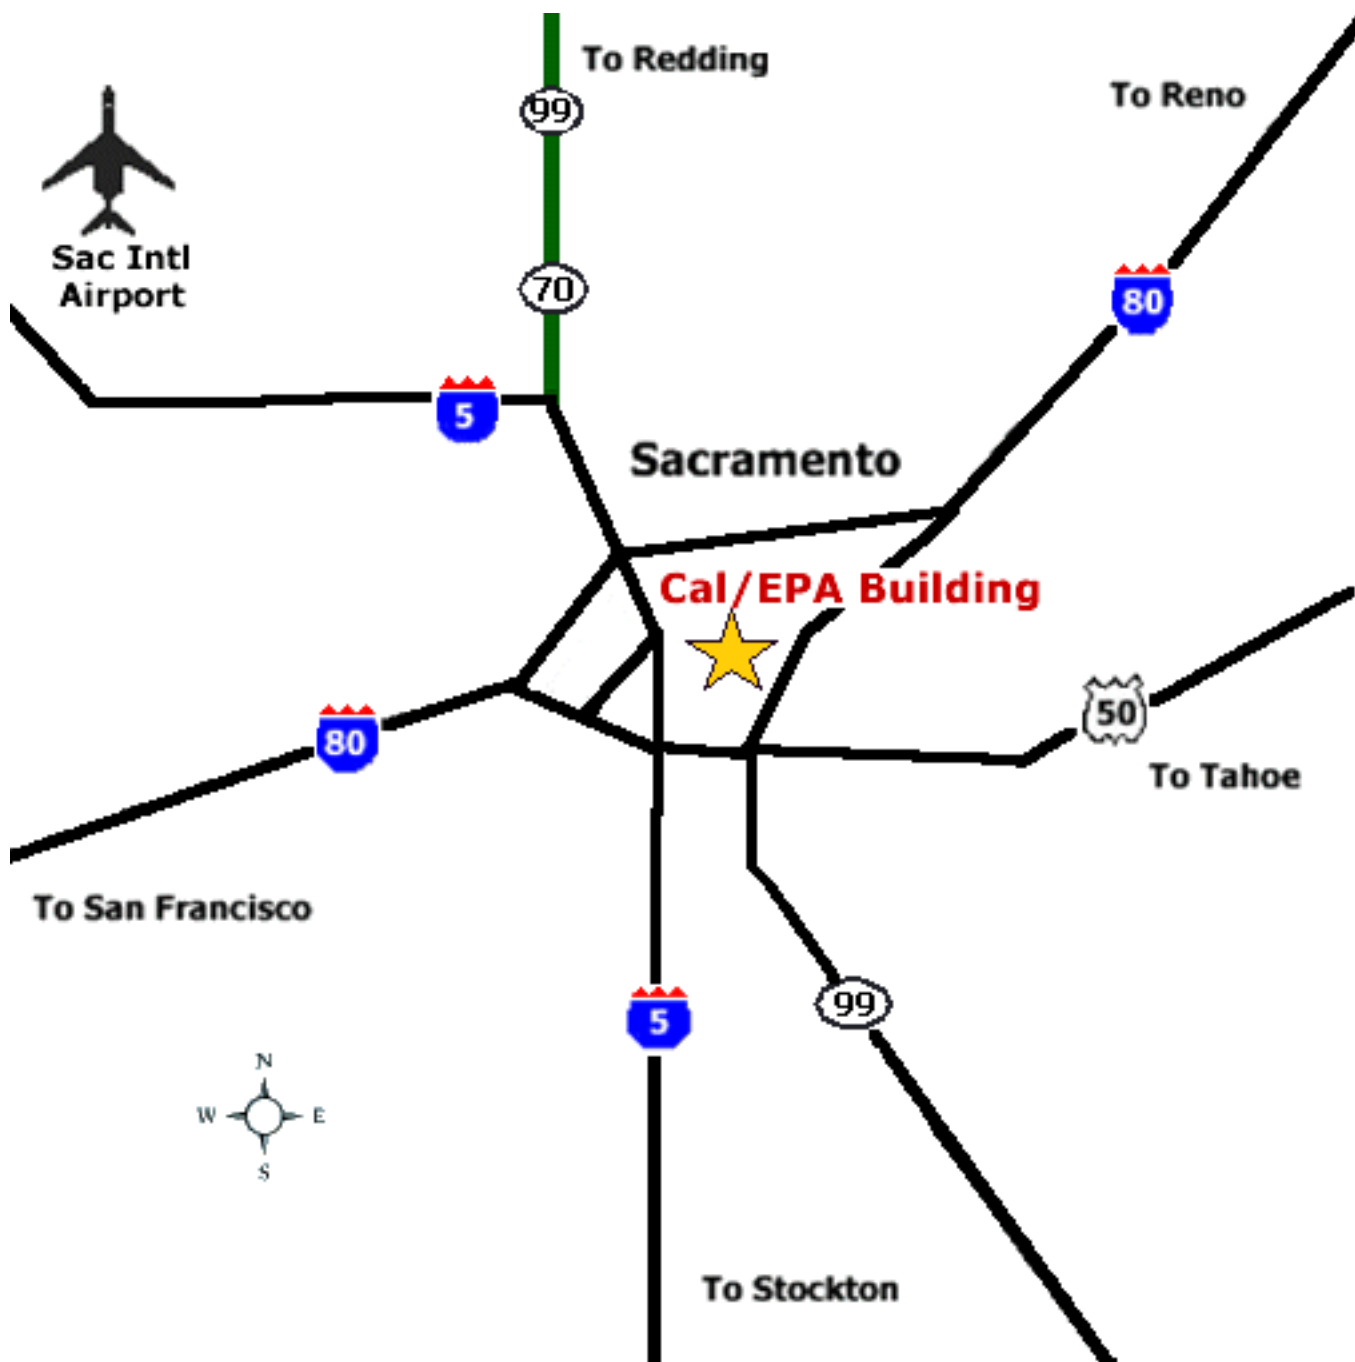 To Redding
99
To Reno
Sac Intl
Airport
70
80
5
Sacramento
Cal/EPA Building
50
80
To Tahoe
To San Francisco
99
5
N
W E
S
To Stockton